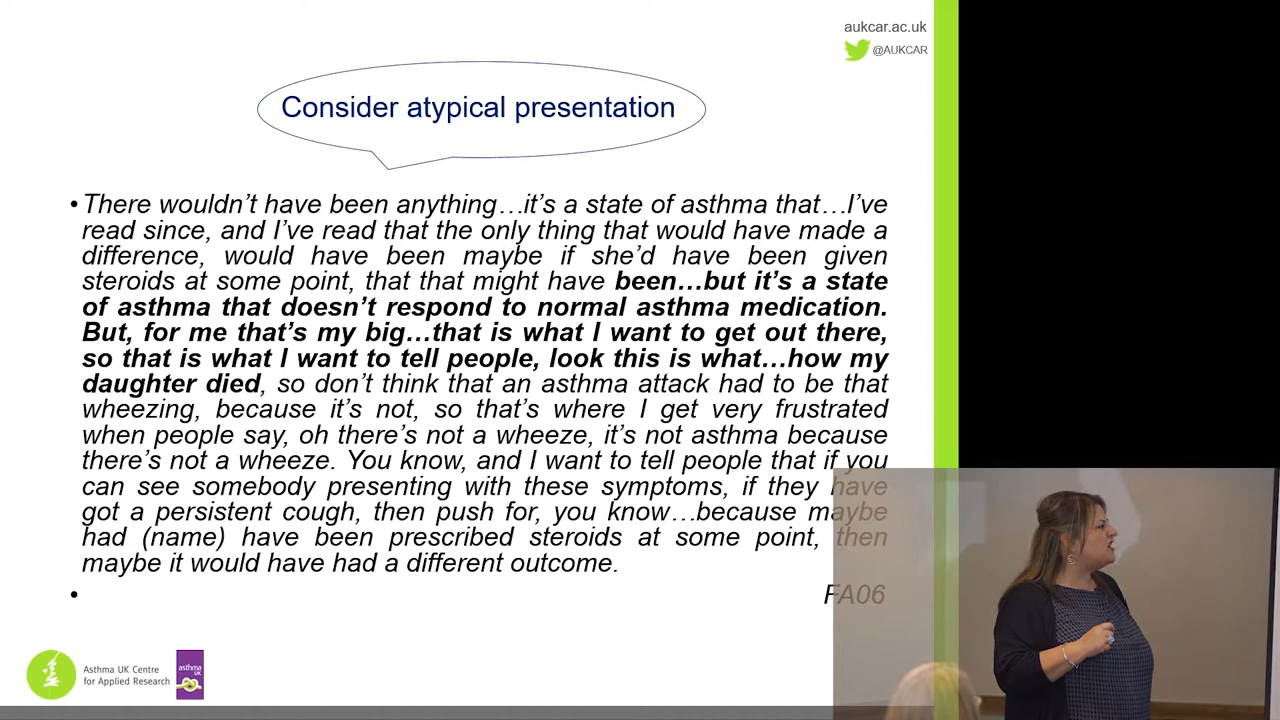 aukcar.ac.uk
@AUKCAR
Consider atypical presentation
• There wouldn't have been anything…it's a state of asthma that…I've
read since, and I've read that the only thing that would have made a
difference, would have been maybe if she'd have been given
steroids at some point, that that might have been…but it's a state
of asthma that doesn't respond to normal asthma medication.
But, for me that's my big…that is what I want to get out there,
so that is what I want to tell people, look this is what…how my
daughter died, so don't think that an asthma attack had to be that
wheezing, because it's not, so that's where I get very frustrated
when people say, oh there's not a wheeze, it's not asthma because
there's not a wheeze. You know, and I want to tell people that if you
can see somebody presenting with these symptoms, if they have
got a persistent cough, then push for, you know…because maybe
had (name) have been prescribed steroids at some point, then
maybe it would have had a different outcome.
• FA06
Asthma UK Centre
for Applied Research
asthma
UK